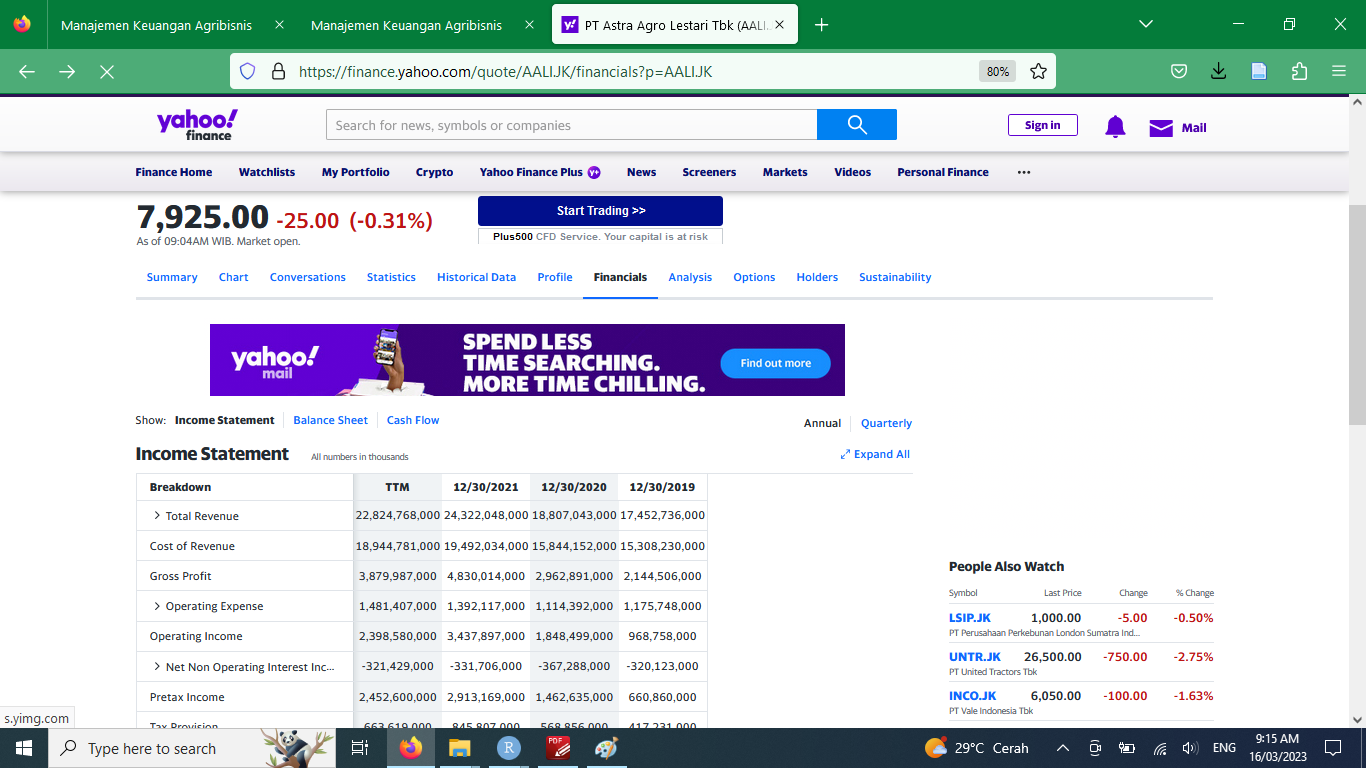 Manajemen Keuangan Agribisnis
Manajemen Keuangan Agribisnis
PT Astra Agro Lestari Tbk (AALI.
https://finance.yahoo.com/quote/AALI.JK/financials?p=AALI.JK
80%
yahoo!
finance
Search for news, symbols or companies
Sign in
Mail
Finance Home Watchlists My Portfolio Crypto Yahoo Finance Plus Y+ News Screeners Markets Videos Personal Finance ...
7,925.00 -25.00 (-0.31%)
As of 09:04AM WIB. Market open.
Start Trading >>
Plus500 CFD Service. Your capital is at risk
Summary Chart Conversations Statistics Historical Data Profile Financials Analysis Options Holders Sustainability
yahoo!
mail
SPEND LESS
TIME SEARCHING.
MORE TIME CHILLING.
Find out more
Show: Income Statement Balance Sheet Cash Flow
Annual Quarterly
Income Statement All numbers in thousands
Expand All
Breakdown TTM 12/30/2021 12/30/2020 12/30/2019
Total Revenue 22,824,768,000 24,322,048,000 18,807,043,000 17,452,736,000
Cost of Revenue 18,944,781,000 19,492,034,000 15,844,152,000 15,308,230,000
Gross Profit 3,879,987,000 4,830,014,000 2,962,891,000 2,144,506,000
Operating Expense 1,481,407,000 1,392,117,000 1,114,392,000 1,175,748,000
Operating Income 2,398,580,000 3,437,897,000 1,848,499,000 968,758,000
Net Non Operating Interest Inc... -321,429,000 -331,706,000 -367,288,000 -320,123,000
Pretax Income 2,452,600,000 2,913,169,000 1,462,635,000 660,860,000
Tax Provision 663,619,000 845,807,000 568,856,000 417,231,000
People Also Watch
Symbol Last Price Change % Change
LSIP.JK 1,000.00 -5.00 -0.50%
PT Perusahaan Perkebunan London Sumatra Ind...
UNTR.JK 26,500.00 -750.00 -2.75%
PT United Tractors Tbk
INCO.JK 6,050.00 -100.00 -1.63%
PT Vale Indonesia Tbk
s.yimg.com
Type here to search
R
PDF
29°C Cerah
ENG
9:15 AM
16/03/2023